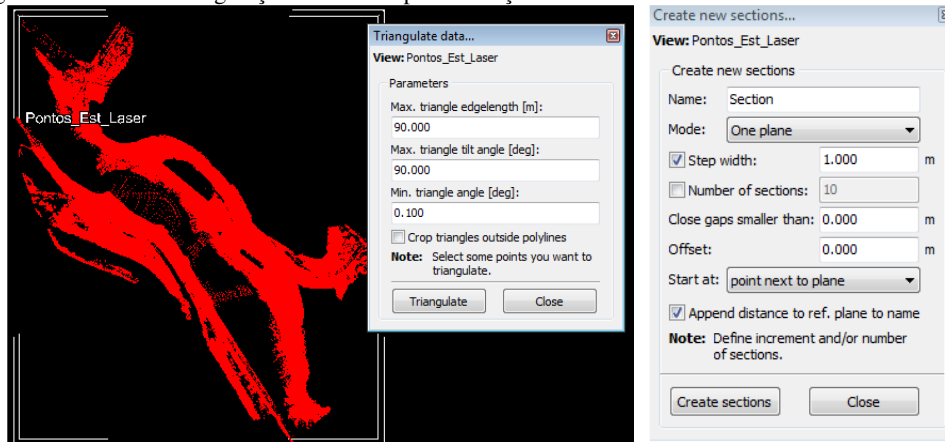 Pontos_Est_Laser
Triangulate data...
View: Pontos_Est_Laser
Parameters
Max. triangle edgelength [m]:
90.000
Max. triangle tilt angle [deg]:
90.000
Min. triangle angle [deg]:
0.100
Crop triangles outside polylines
Note: Select some points you want to
triangulate.
Triangulate Close
Create new sections...
View: Pontos_Est_Laser
Create new sections
Name: Section
Mode: One plane
Step width: 1.000 m
Number of sections: 10
Close gaps smaller than: 0.000 m
Offset: 0.000 m
Start at: point next to plane
Append distance to ref. plane to name
Note: Define increment and/or number
of sections.
Create sections Close